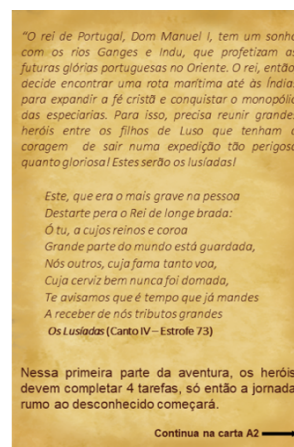 “O rei de Portugal, Dom Manuel I, tem um sonho
com os rios Ganges e Indu, que profetizam as
futuras glórias portuguesas no Oriente. O rei, então,
decide encontrar uma rota marítima até às Índias
para expandir a fé cristã e conquistar o monopólio
das especiarias. Para isso, precisa reunir grandes
heróis entre os filhos de Luso que tenham a
coragem de sair numa expedição tão perigosa
quanto gloriosa! Estes serão os lusíadas!
Este, que era o mais grave na pessoa
Destarte pera o Rei de longe brada:
Ó tu, a cujos reinos e coroa
Grande parte do mundo está guardada,
Nós outros, cuja fama tanto voa,
Cuja cerviz bem nunca foi domada,
Te avisamos que é tempo que já mandes
A receber de nós tributos grandes
Os Lusíadas (Canto IV – Estrofe 73)
Nessa primeira parte da aventura, os heróis
devem completar 4 tarefas, só então a jornada
rumo ao desconhecido começará.
Continua na carta A2